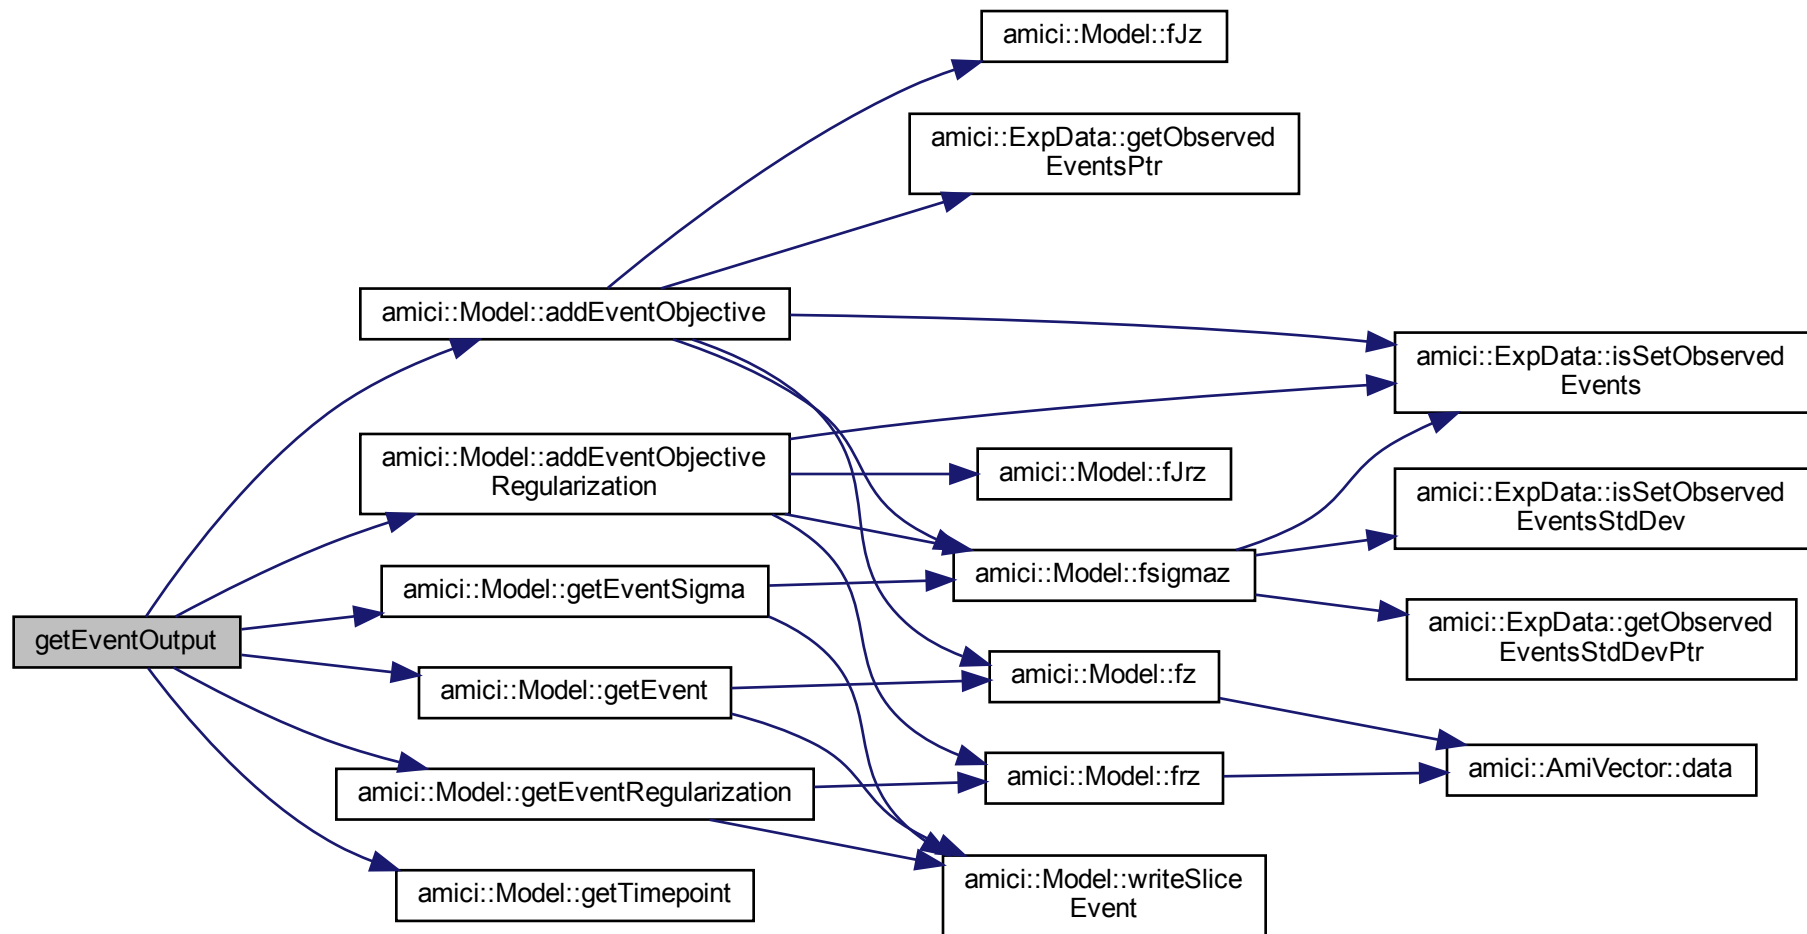 amici::Model::fJz
amici::ExpData::getObserved
EventsPtr
amici::Model::addEventObjective
amici::ExpData::isSetObserved
Events
amici::Model::addEventObjective
Regularization
amici::Model::fJrz
amici::ExpData::isSetObserved
EventsStdDev
amici::Model::getEventSigma
amici::Model::fsigmaz
getEventOutput
amici::ExpData::getObserved
EventsStdDevPtr
amici::Model::getEvent
amici::Model::fz
amici::Model::getEventRegularization
amici::Model::frz
amici::AmiVector::data
amici::Model::getTimepoint
amici::Model::writeSlice
Event